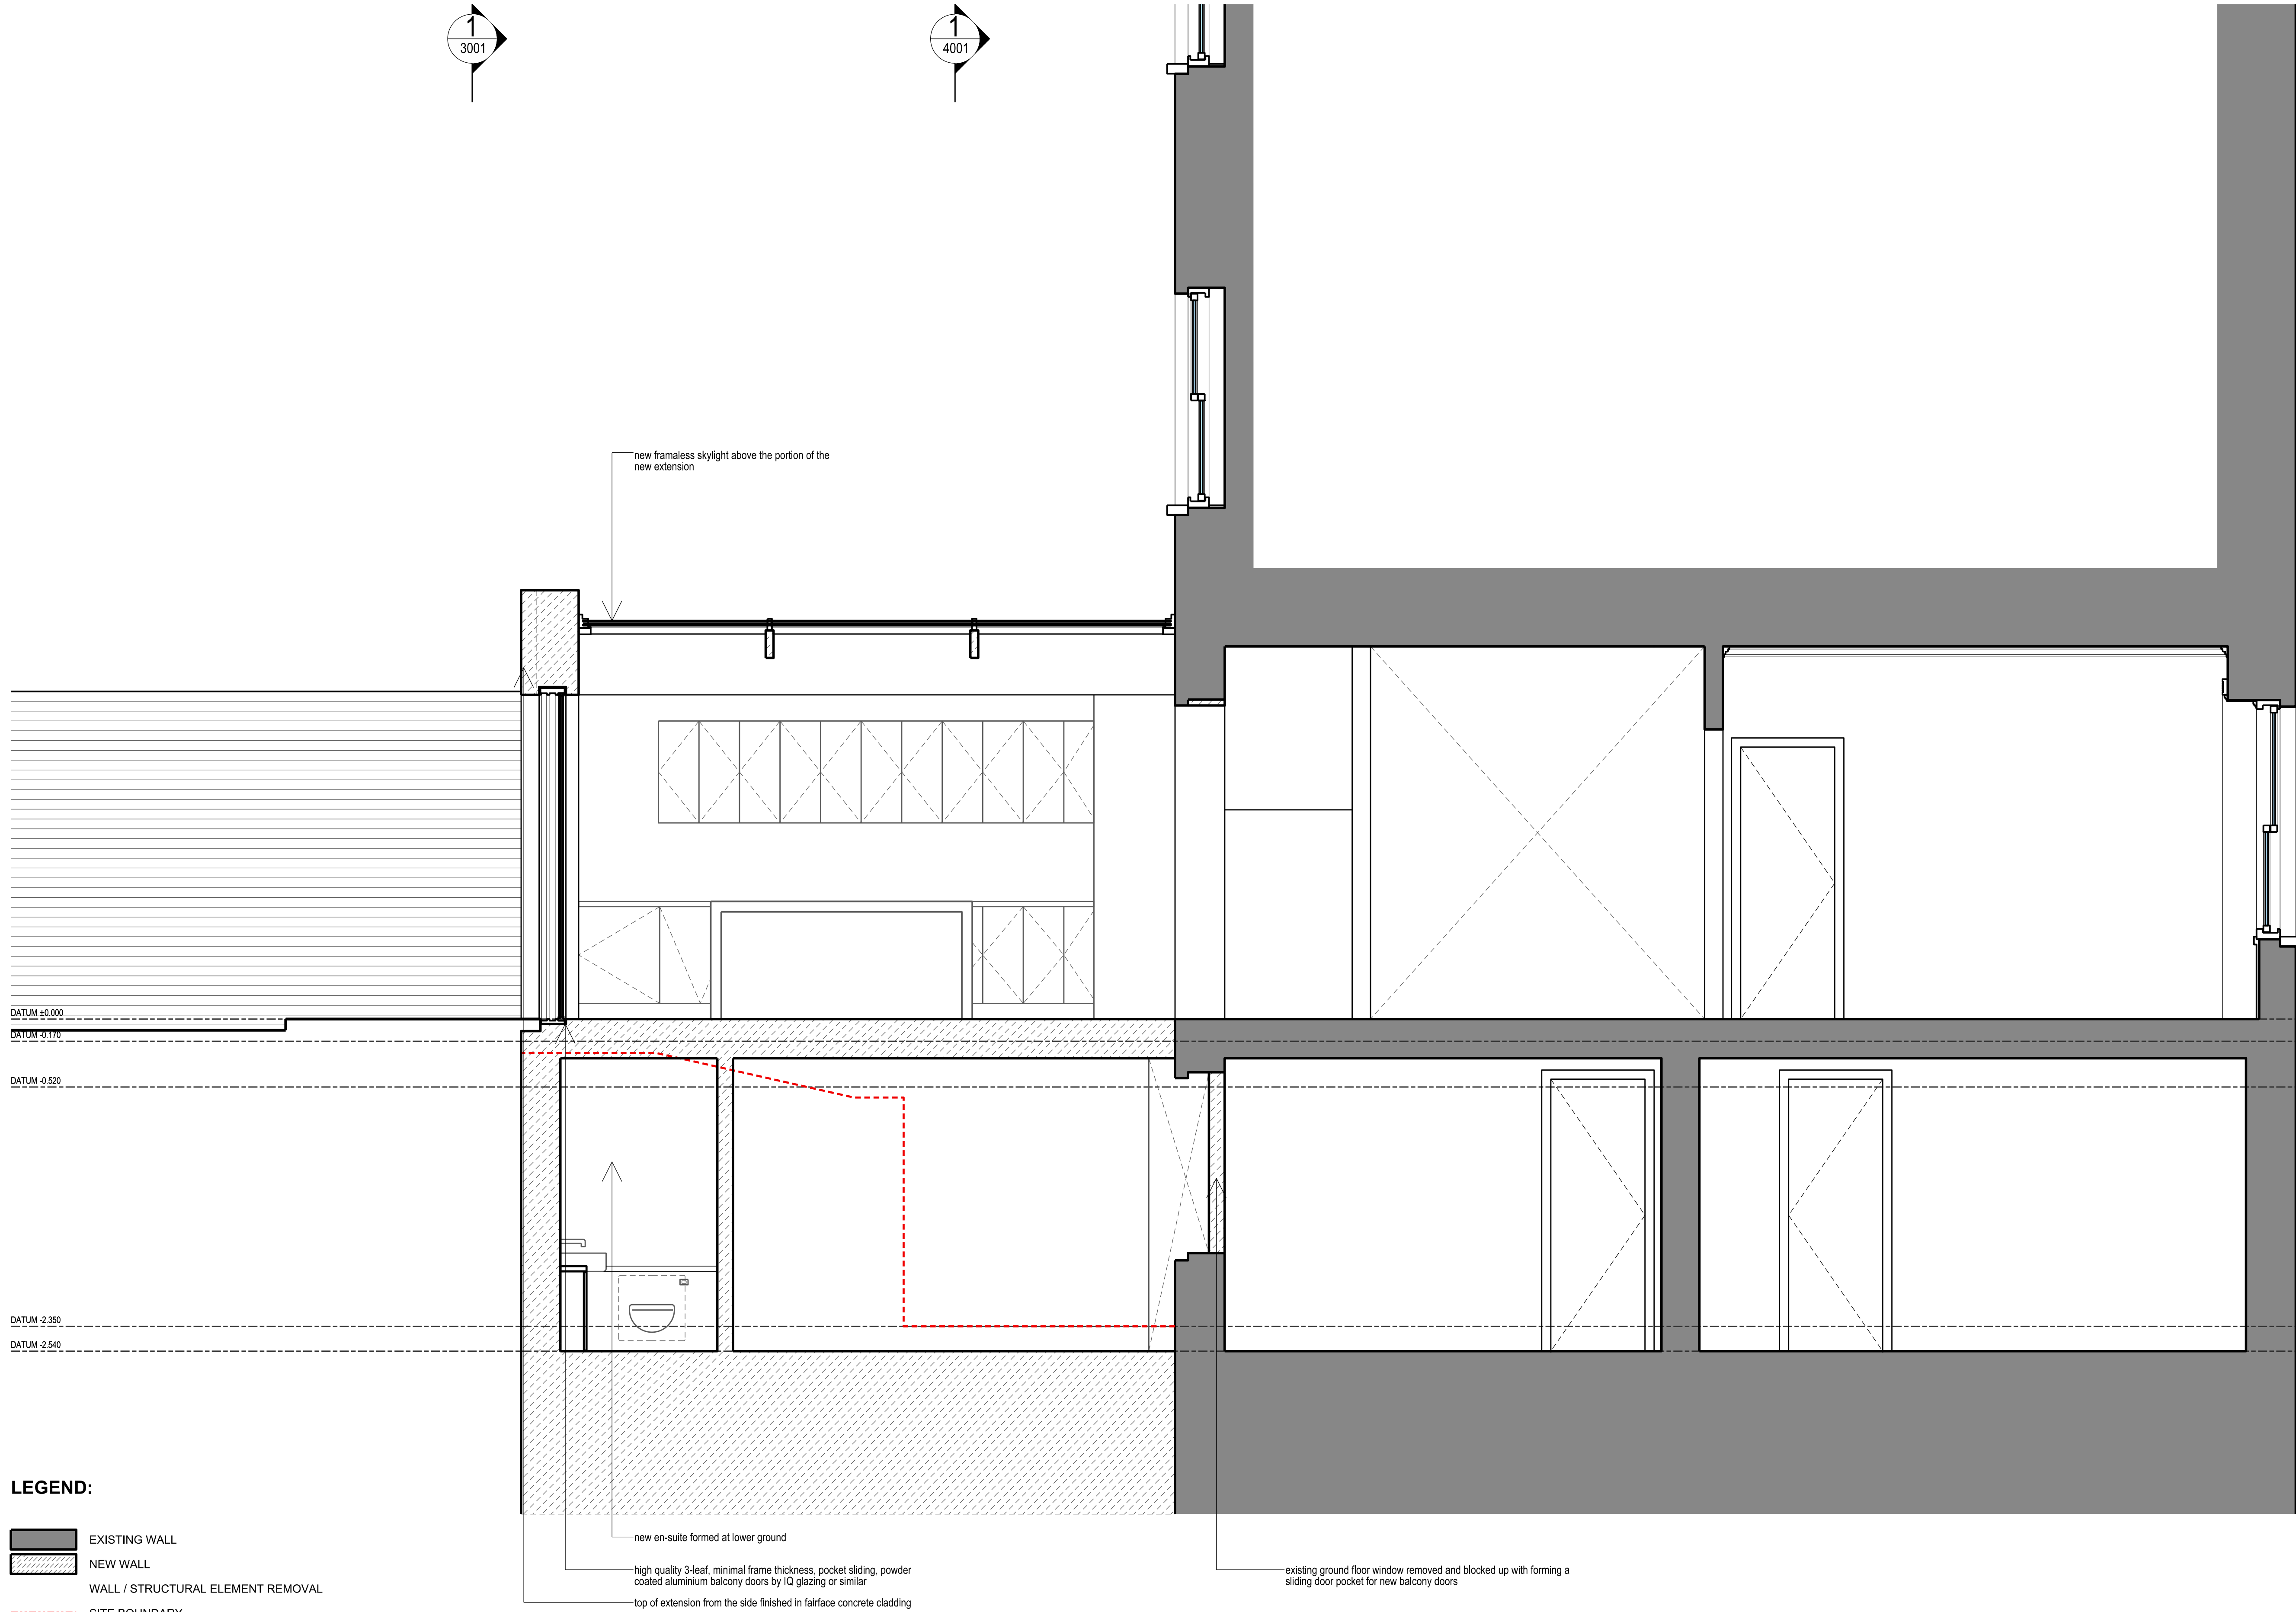 1
3001
1
4001
new framaless skylight above the portion of the
new extension
DATUM ±0.000
DATUM -0.170
DATUM -0.520
DATUM -2.350
DATUM -2.540
LEGEND:
EXISTING WALL
NEW WALL
WALL / STRUCTURAL ELEMENT REMOVAL
SITE BOUNDARY
new en-suite formed at lower ground
high quality 3-leaf, minimal frame thickness, pocket sliding, powder
coated aluminium balcony doors by IQ glazing or similar
top of extension from the side finished in fairface concrete cladding
existing ground floor window removed and blocked up with forming a
sliding door pocket for new balcony doors